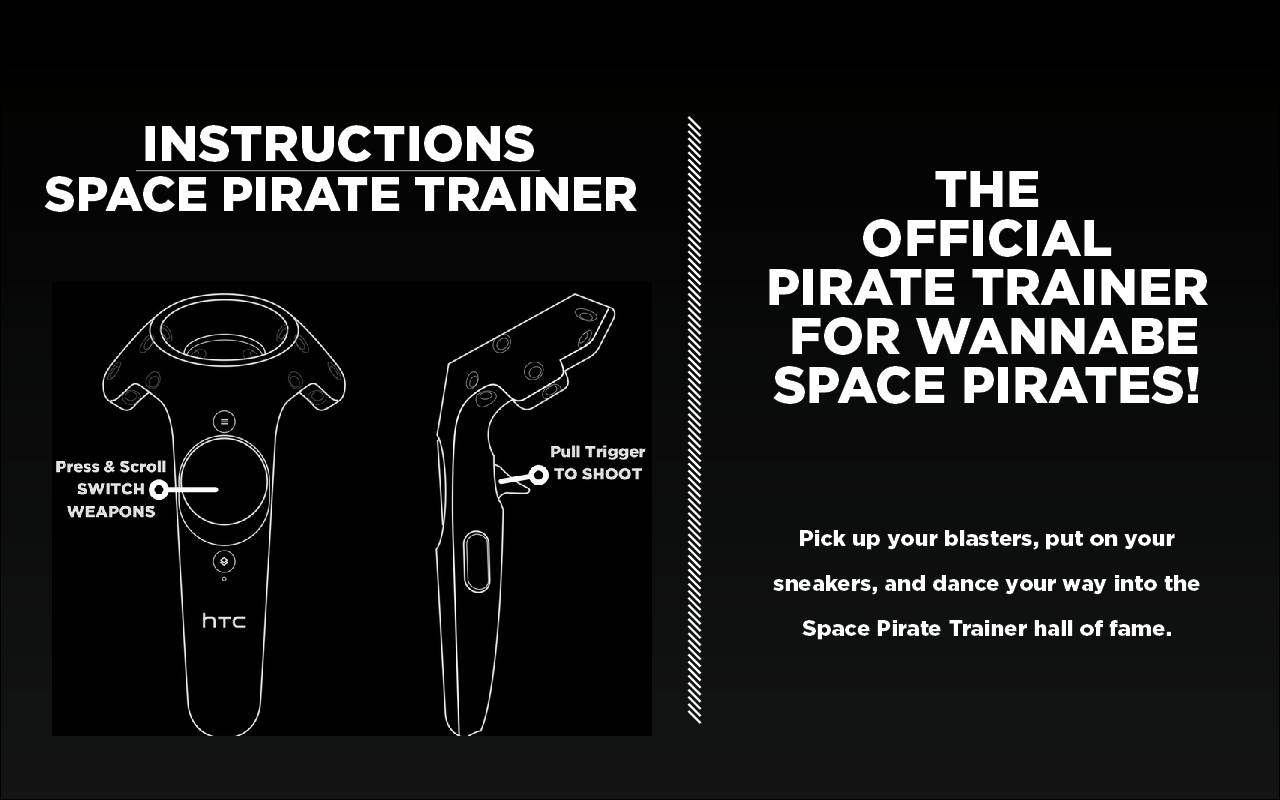 INSTRUCTIONS
SPACE PIRATE TRAINER
Press & Scroll
SWITCH
WEAPONS
Pull Trigger
TO SHOOT
hTC
THE
OFFICIAL
PIRATE TRAINER
FOR WANNABE
SPACE PIRATES!
Pick up your blasters, put on your
sneakers, and dance your way into the
Space Pirate Trainer hall of fame.